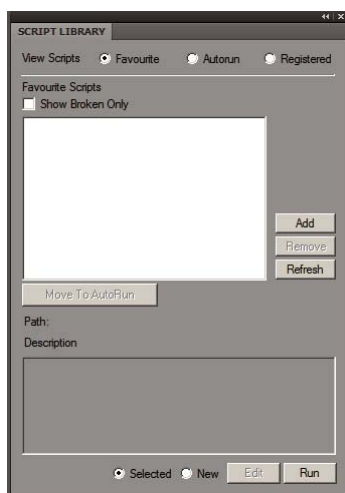 SCRIPT LIBRARY
View Scripts Favourite Autorun Registered
Favourite Scripts
Show Broken Only
Add
Remove
Refresh
Move To AutoRun
Path:
Description
Selected New Edit Run